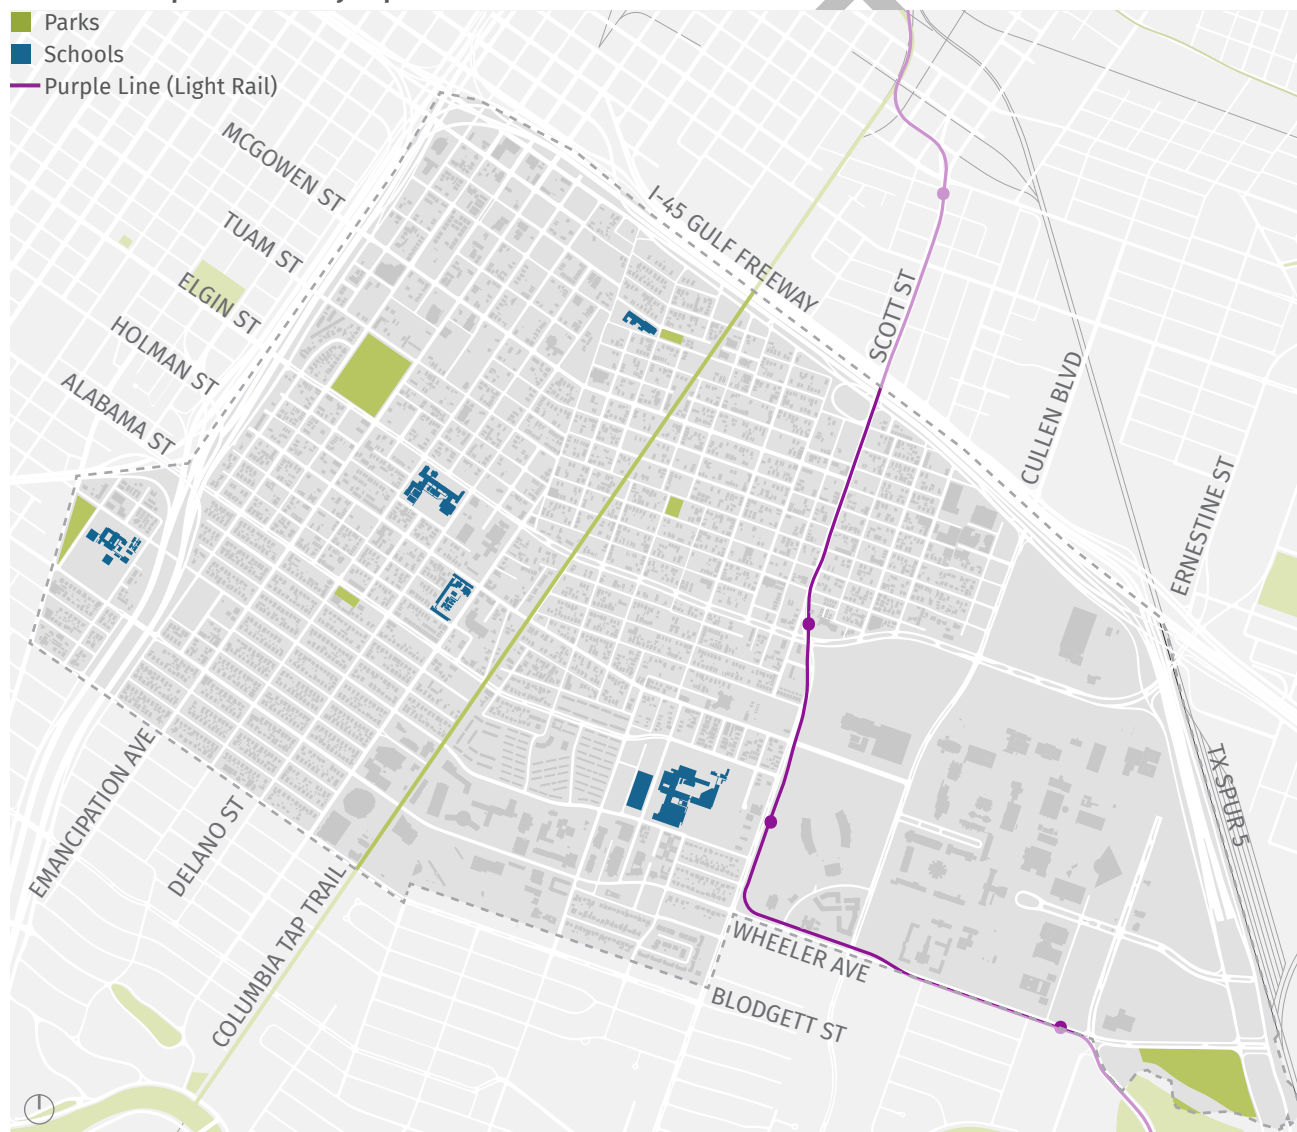 Parks
Schools
Purple Line (Light Rail)
MCGOWEN ST
TUAM ST
ELGIN ST
HOLMAN ST
ALABAMA ST
I-45 GULF FREEWAY
SCOTT ST
CULLEN BLVD
ERNESTINE ST
TX SPUR 5
EMANCIPATION AVE
DELANO ST
COLUMBIA TAP TRAIL
WHEELER AVE
BLODGETT ST